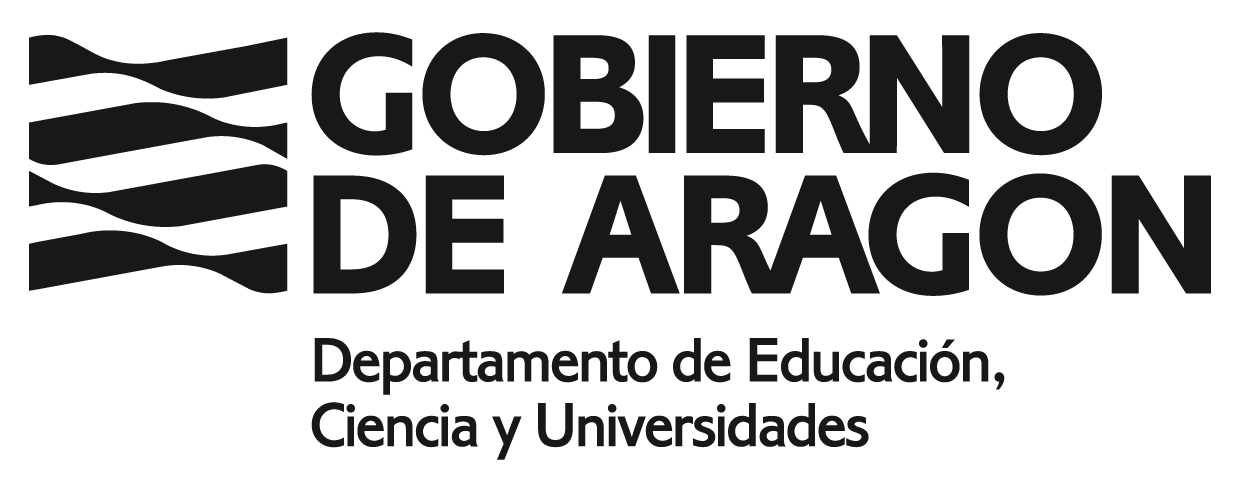 GOBIERNO
DE ARAGON
Departamento de Educación,
Ciencia y Universidades